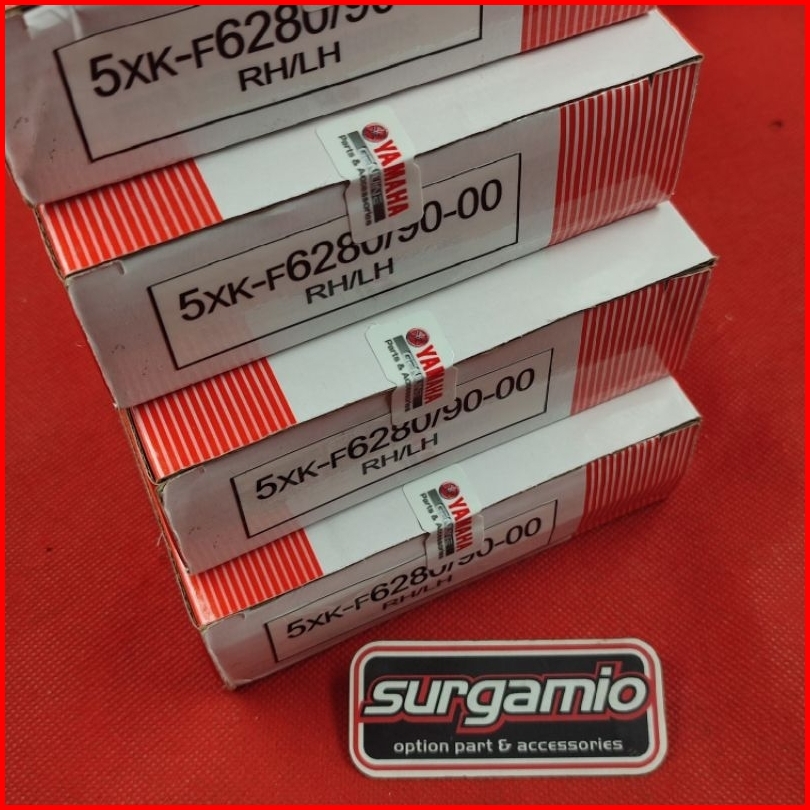 5XK-F6280/90
RH/LH
YAMAHA
Parts & Accessories
5XK-F6280/90-00
RH/LH
YAMAHA
Parts & Accessories
5XK-F6280/90-00
RH/LH
YAMAHA
Parts & Accessories
5XK-F6280/90-00
RH/LH
surgamio
option part & accessories